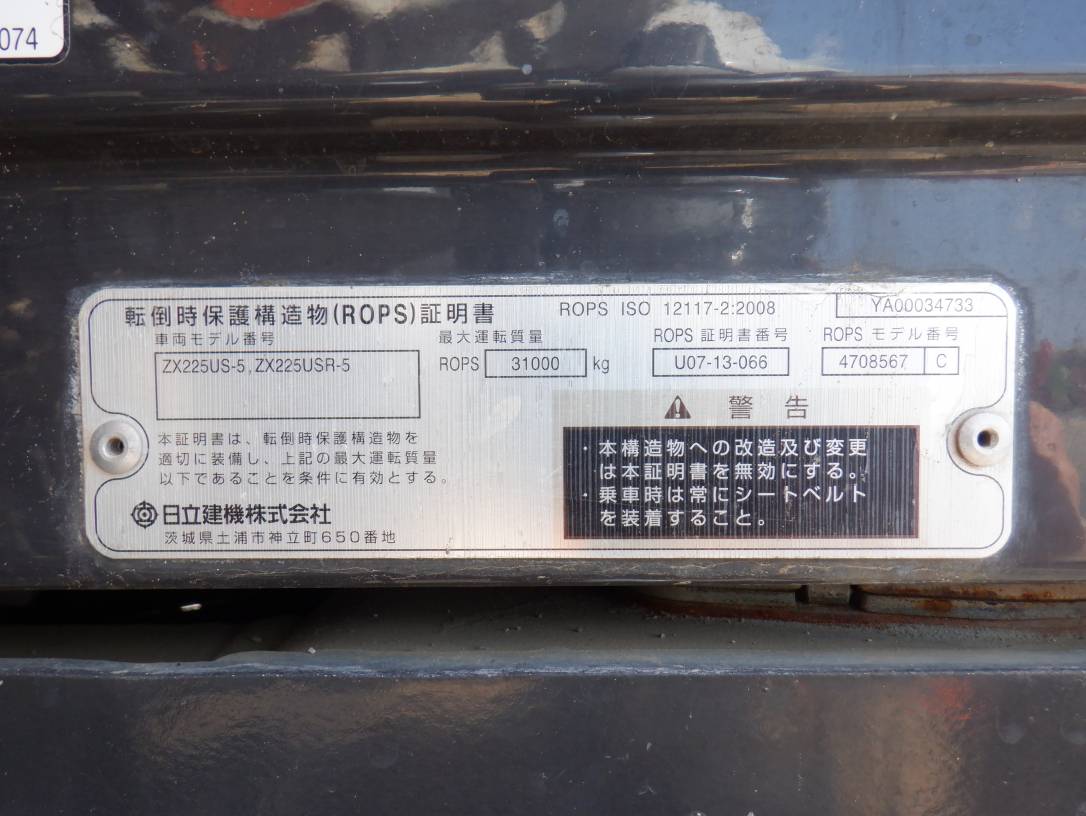 074
転倒時保護構造物(ROPS)証明書 ROPS ISO 12117-2:2008 YA00034733
車両モデル番号 最大運転質量 ROPS 証明書番号 ROPS モデル番号
ZX225US-5, ZX225USR-5 ROPS 31000 kg U07-13-066 4708567 C
警告
本証明書は、転倒時保護構造物を
適切に装備し、上記の最大運転質量
以下であることを条件に有効とする。
・本構造物への改造及び変更
は本証明書を無効にする。
・乗車時は常にシートベルト
を装着すること。
日立建機株式会社
茨城県土浦市神立町650番地